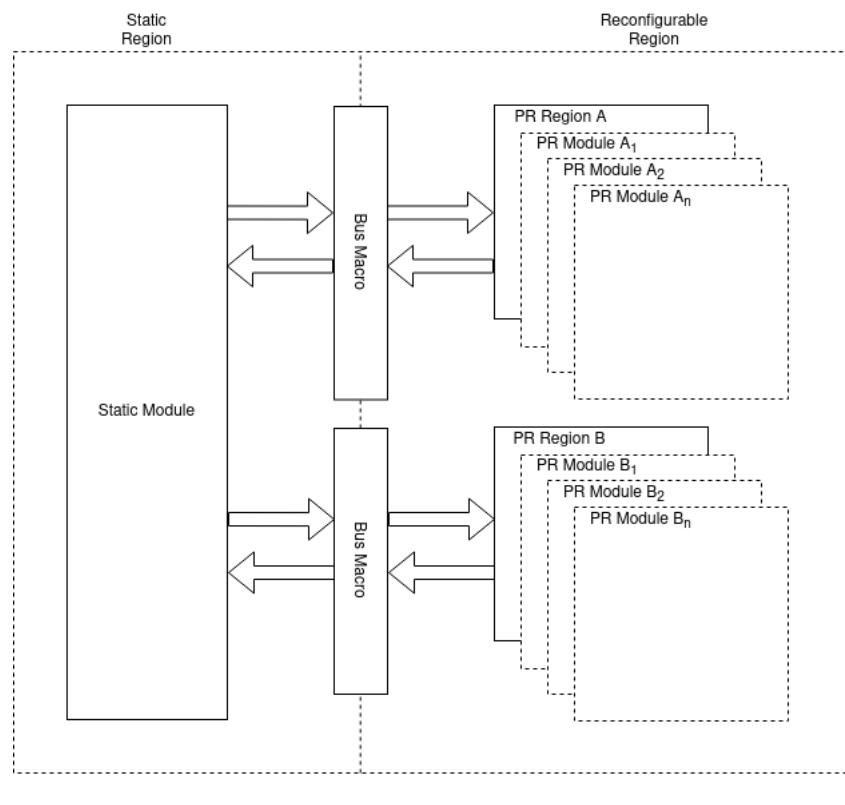 Static
Region
Reconfigurable
Region
PR Region A
PR Module A1
PR Module A2
PR Module An
Bus Macro
Static Module
PR Region B
PR Module B1
PR Module B2
PR Module Bn
Bus Macro